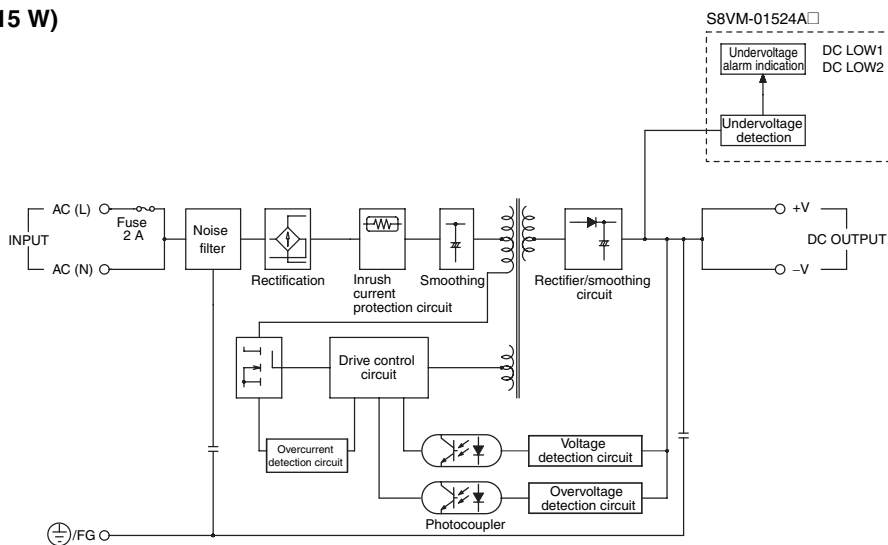 15 W)
S8VM-01524A□
Undervoltage
alarm indication
DC LOW1
DC LOW2
Undervoltage
detection
INPUT
AC (L)
Fuse
2 A
AC (N)
Noise
filter
Rectification
Inrush
current
protection circuit
Smoothing
Rectifier/smoothing
circuit
+V
DC OUTPUT
–V
Drive control
circuit
Overcurrent
detection circuit
Voltage
detection circuit
Overvoltage
detection circuit
Photocoupler
/FG